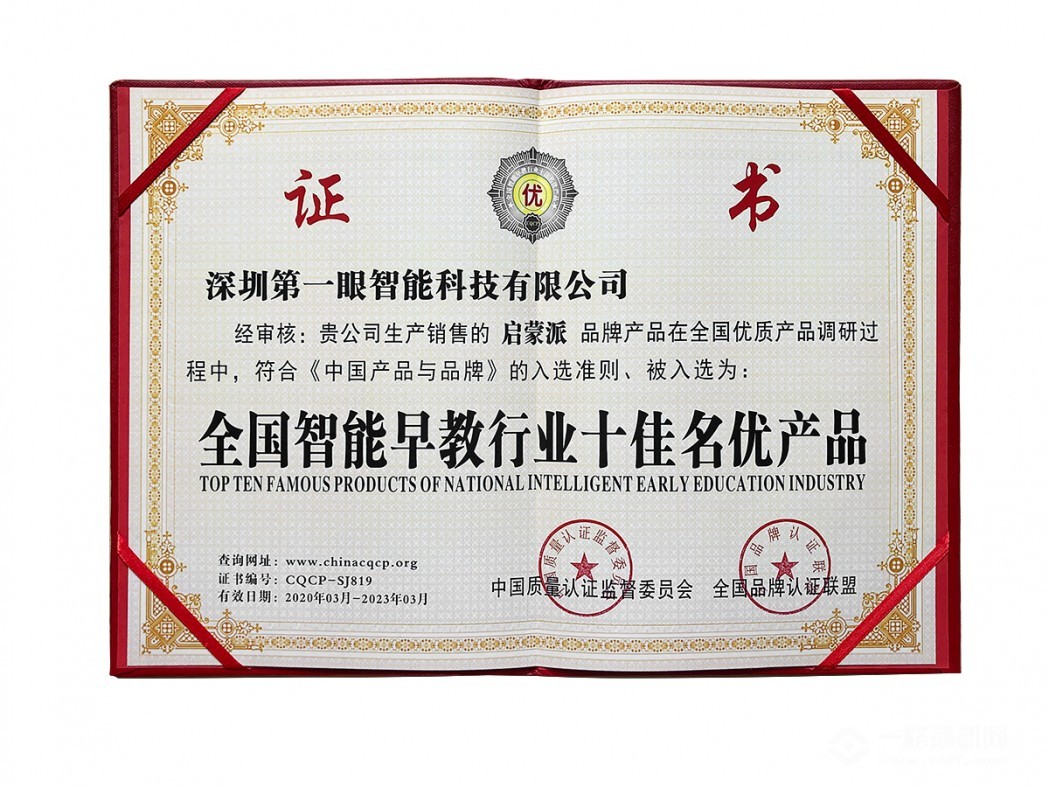 证 书
优
深圳第一眼智能科技有限公司
经审核：贵公司生产销售的 启蒙派 品牌产品在全国优质产品调研过
程中，符合《中国产品与品牌》的入选准则、被入选为：
全国智能早教行业十佳名优产品
TOP TEN FAMOUS PRODUCTS OF NATIONAL INTELLIGENT EARLY EDUCATION INDUSTRY
查询网址：www.chinacqcp.org
证书编号：CQCP-SJ819
有效日期：2020年03月-2023年03月
中国质量认证监督委员会 全国品牌认证联盟